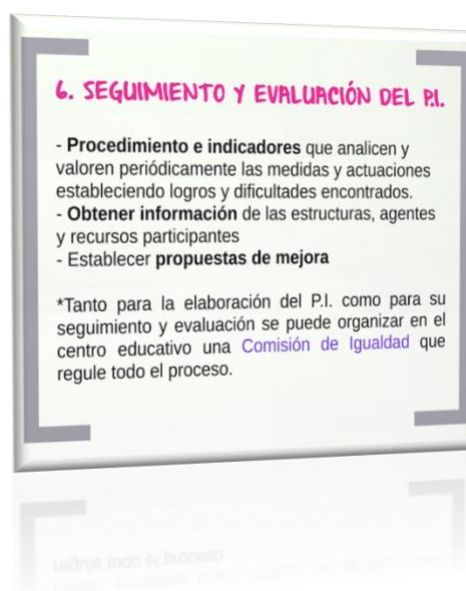 6. SEGUIMIENTO Y EVALUACIÓN DEL P.I.
- Procedimiento e indicadores que analicen y
valoren periódicamente las medidas y actuaciones
estableciendo logros y dificultades encontrados.
- Obtener información de las estructuras, agentes
y recursos participantes
- Establecer propuestas de mejora
*Tanto para la elaboración del P.I. como para su
seguimiento y evaluación se puede organizar en el
centro educativo una Comisión de Igualdad que
regule todo el proceso.